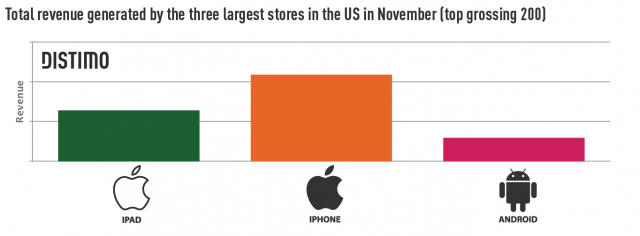 Total revenue generated by the three largest stores in the US in November (top grossing 200)
DISTIMO
Revenue
IPAD
IPHONE
ANDROID